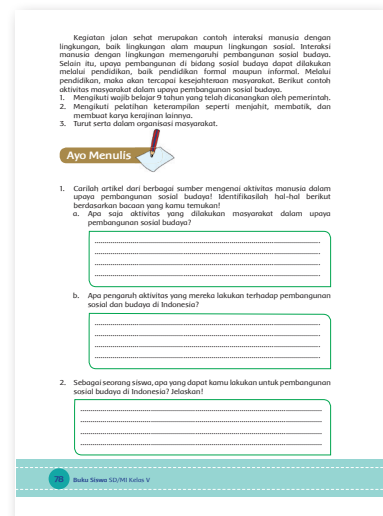 Kegiatan jalan sehat merupakan contoh interaksi manusia dengan
lingkungan, baik lingkungan alam maupun lingkungan sosial. Interaksi
manusia dengan lingkungan memengaruhi pembangunan sosial budaya.
Selain itu, upaya pembangunan di bidang sosial budaya dapat dilakukan
melalui pendidikan, baik pendidikan formal maupun informal. Melalui
pendidikan, maka akan tercapai kesejahteraan masyarakat. Berikut contoh
aktivitas masyarakat dalam upaya pembangunan sosial budaya.
1. Mengikuti wajib belajar 9 tahun yang telah dicanangkan oleh pemerintah.
2. Mengikuti pelatihan keterampilan seperti menjahit, membatik, dan
membuat karya kerajinan lainnya.
3. Turut serta dalam organisasi masyarakat.
Ayo Menulis
1. Carilah artikel dari berbagai sumber mengenai aktivitas manusia dalam
upaya pembangunan sosial budaya! Identifikasilah hal-hal berikut
berdasarkan bacaan yang kamu temukan!
a. Apa saja aktivitas yang dilakukan masyarakat dalam upaya
pembangunan sosial budaya?
b. Apa pengaruh aktivitas yang mereka lakukan terhadap pembangunan
sosial dan budaya di Indonesia?
2. Sebagai seorang siswa, apa yang dapat kamu lakukan untuk pembangunan
sosial budaya di Indonesia? Jelaskan!
78 Buku Siswa SD/MI Kelas V